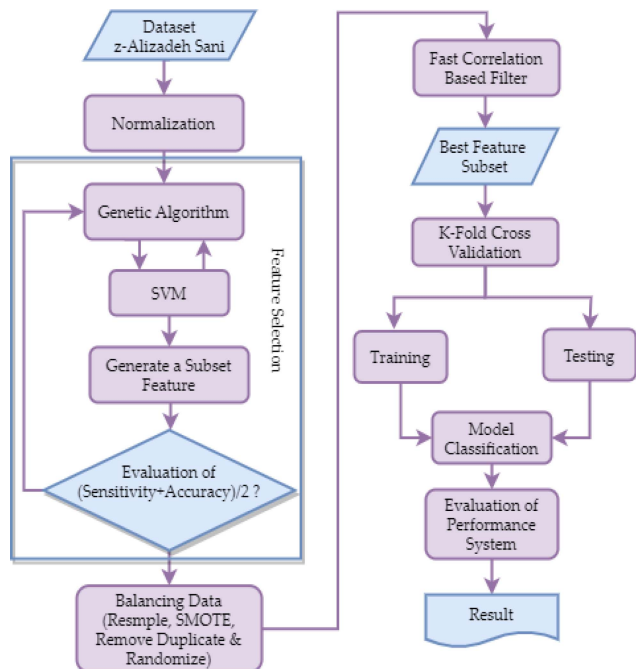 Dataset
z-Alizadeh Sani
Normalization
Genetic Algorithm
SVM
Generate a Subset
Feature
Evaluation of
(Sensitivity+Accuracy)/2 ?
Feature Selection
Balancing Data
(Resmple, SMOTE,
Remove Duplicate &
Randomize)
Fast Correlation
Based Filter
Best Feature
Subset
K-Fold Cross
Validation
Training
Testing
Model
Classification
Evaluation of
Performance
System
Result